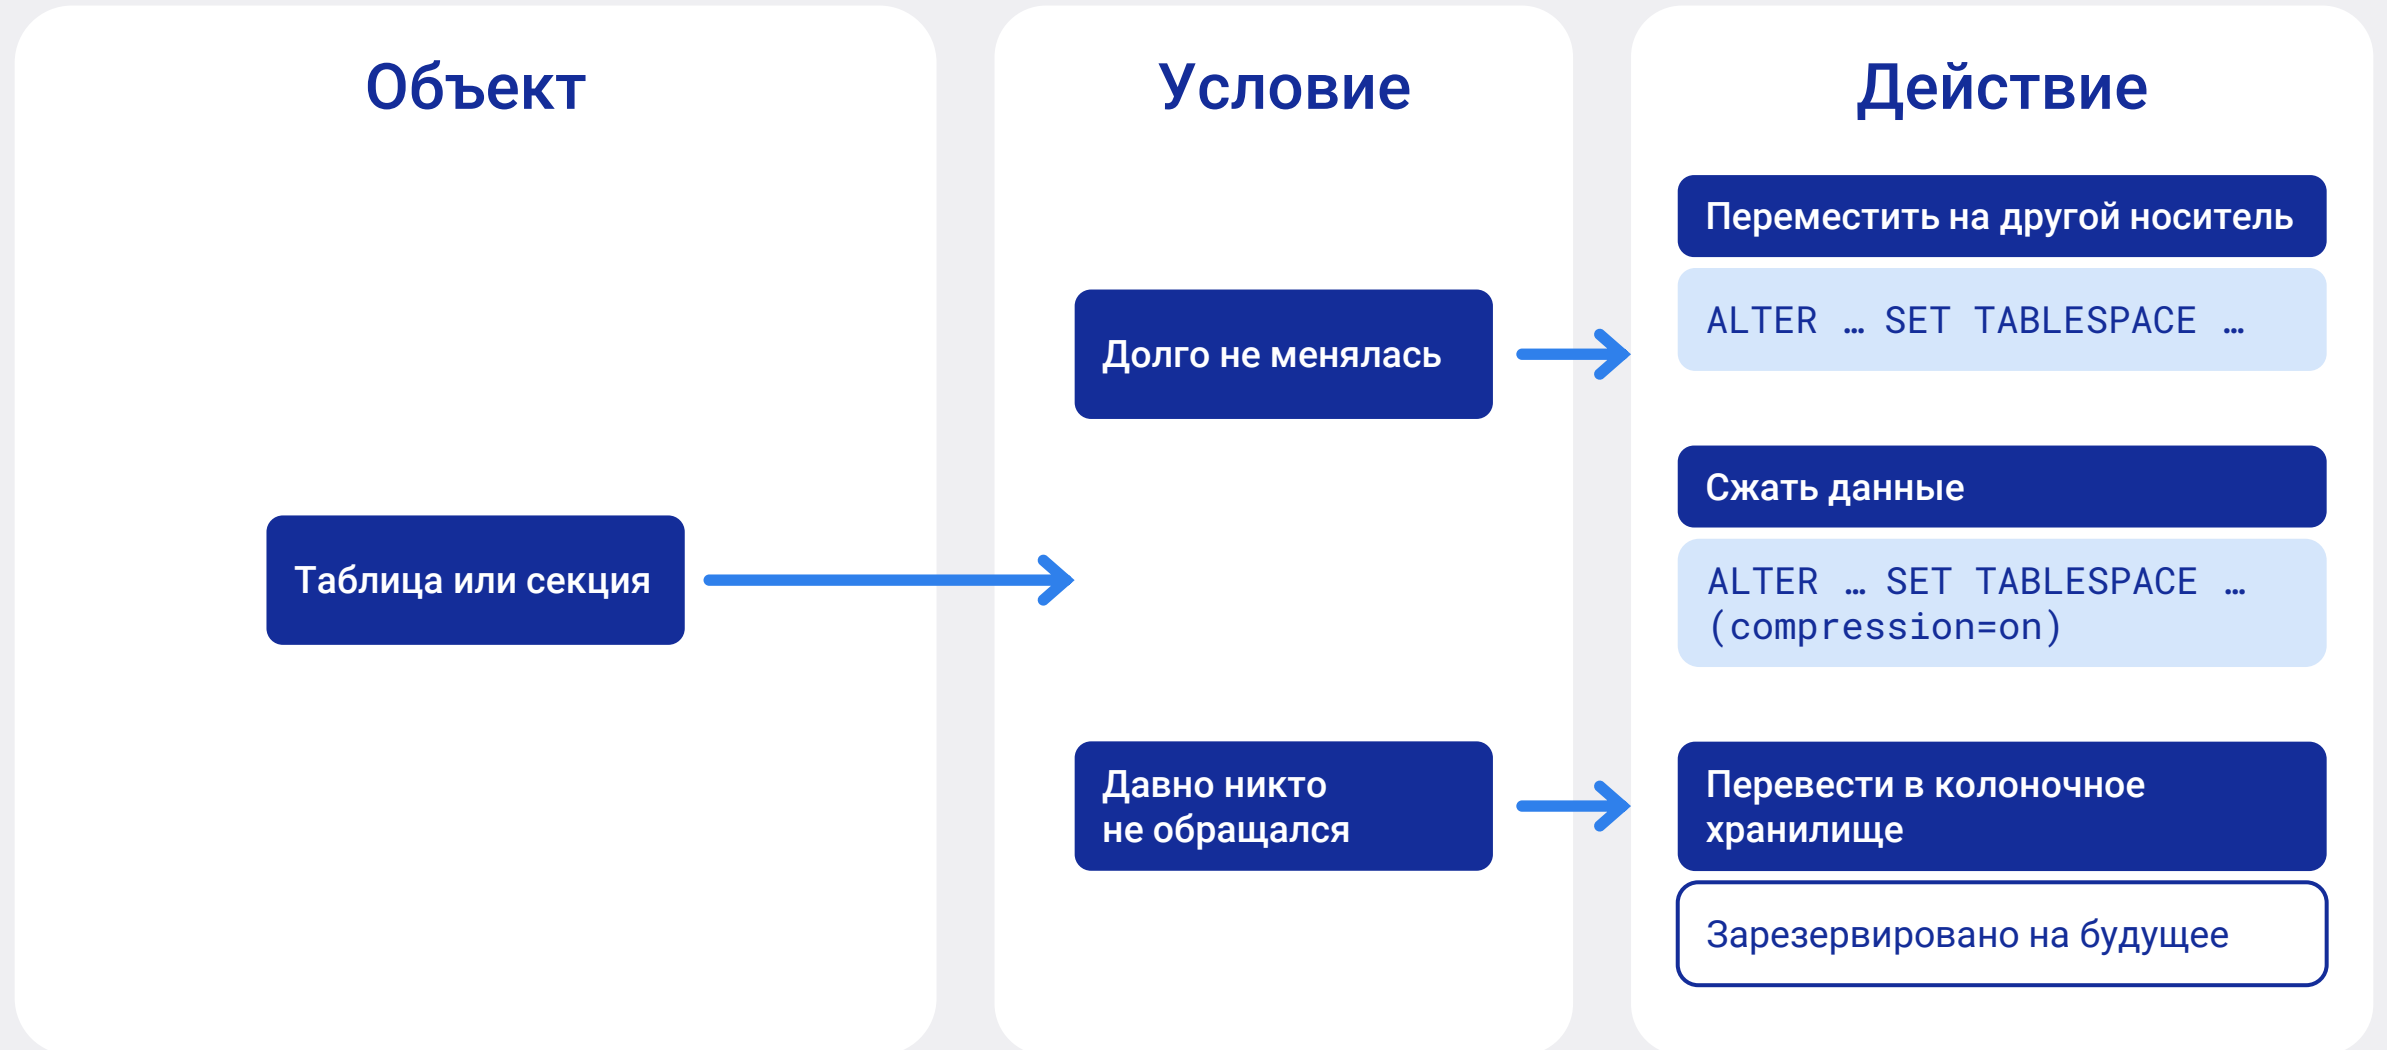 Объект
Таблица или секция
Условие
Долго не менялась
Давно никто
не обращался
Действие
Переместить на другой носитель
ALTER … SET TABLESPACE …
Сжать данные
ALTER … SET TABLESPACE …
(compression=on)
Перевести в колоночное
хранилище
Зарезервировано на будущее